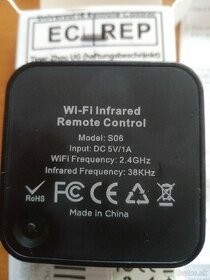 EC REP
Wi-Fi Infrared
Remote Control
Model: S06
Input: DC 5V/1A
WiFi Frequency: 2.4GHz
Infrared Frequency: 38KHz
RoHS
FCC
Made in China